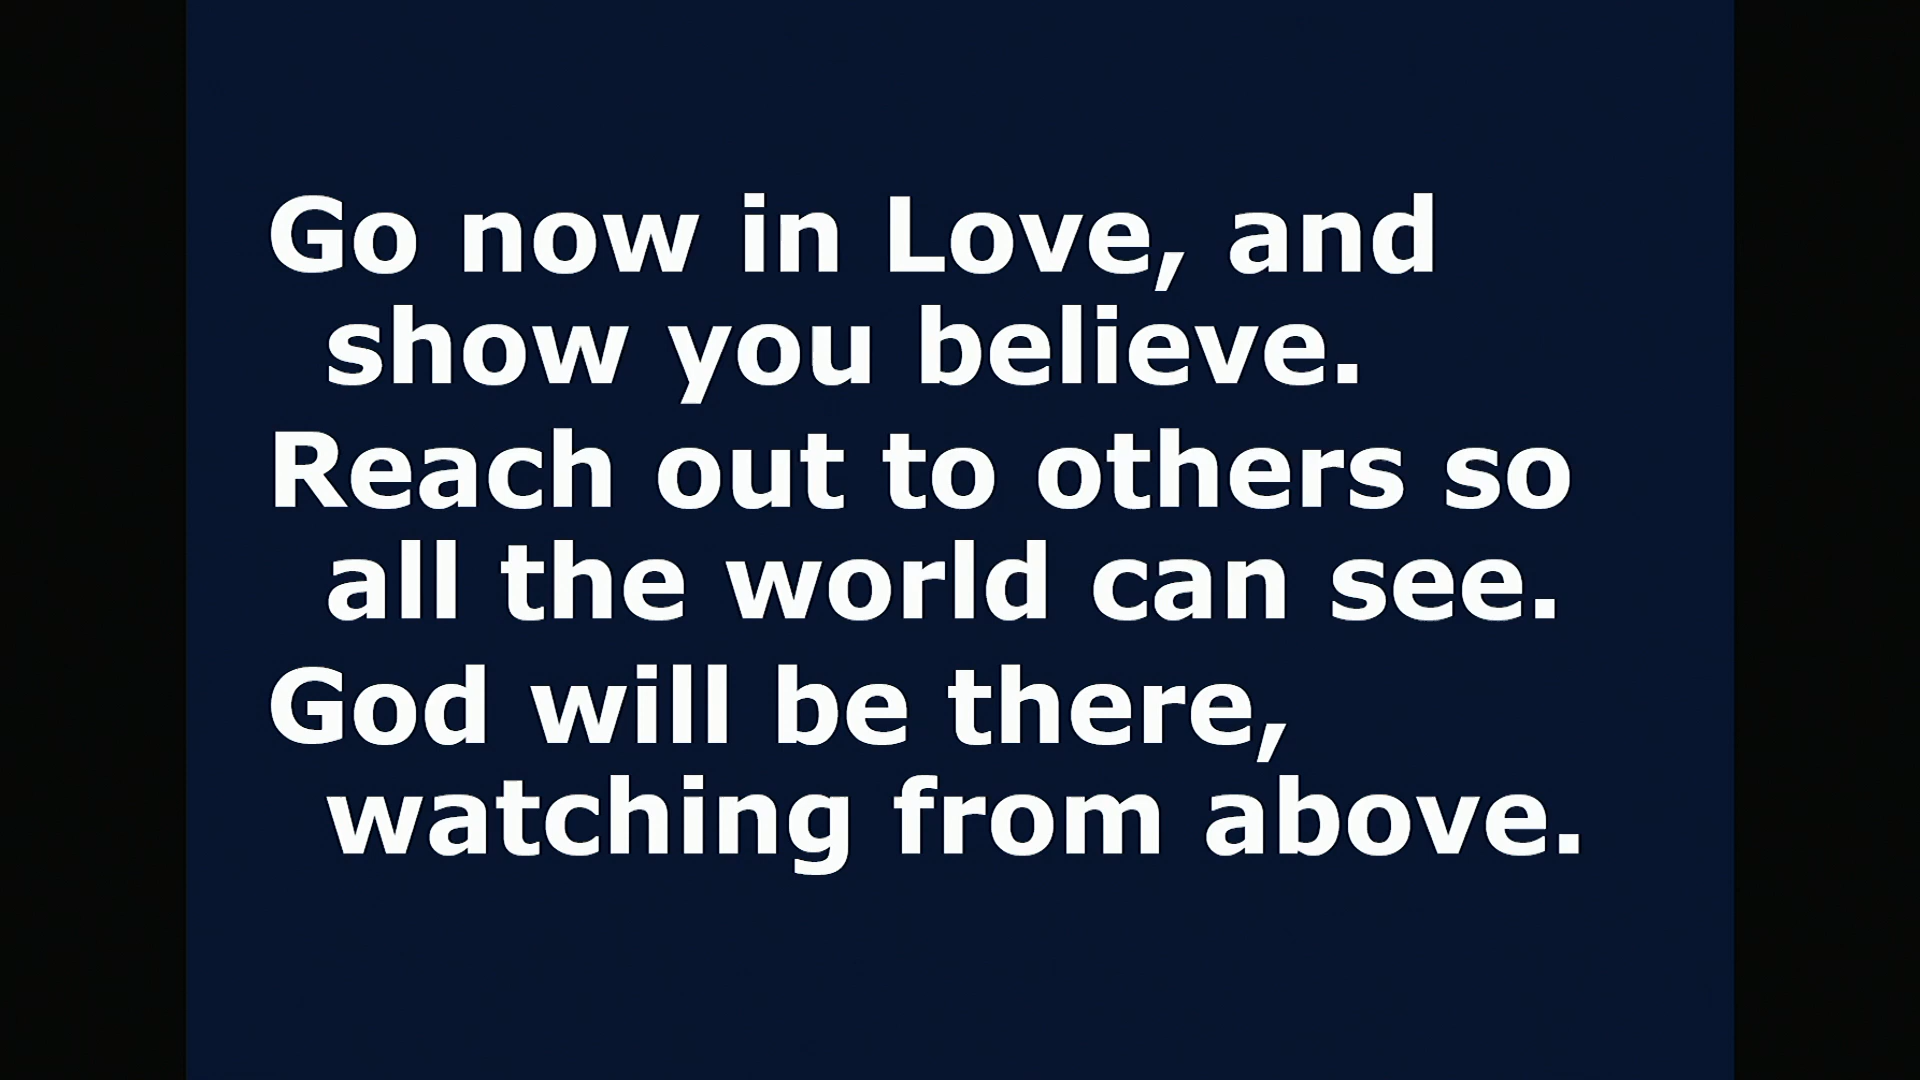 Go now in Love, and
show you believe.
Reach out to others so
all the world can see.
God will be there,
watching from above.